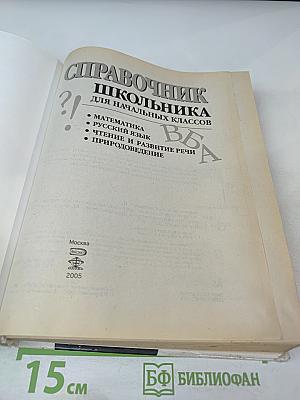 СПРАВОЧНИК
ШКОЛЬНИКА
ДЛЯ НАЧАЛЬНЫХ КЛАССОВ
?!
• МАТЕМАТИКА
• РУССКИЙ ЯЗЫК
• ЧТЕНИЕ И РАЗВИТИЕ РЕЧИ
• ПРИРОДОВЕДЕНИЕ
ВБА
Москва
2005
15 см
БФ БИБЛИОФАН